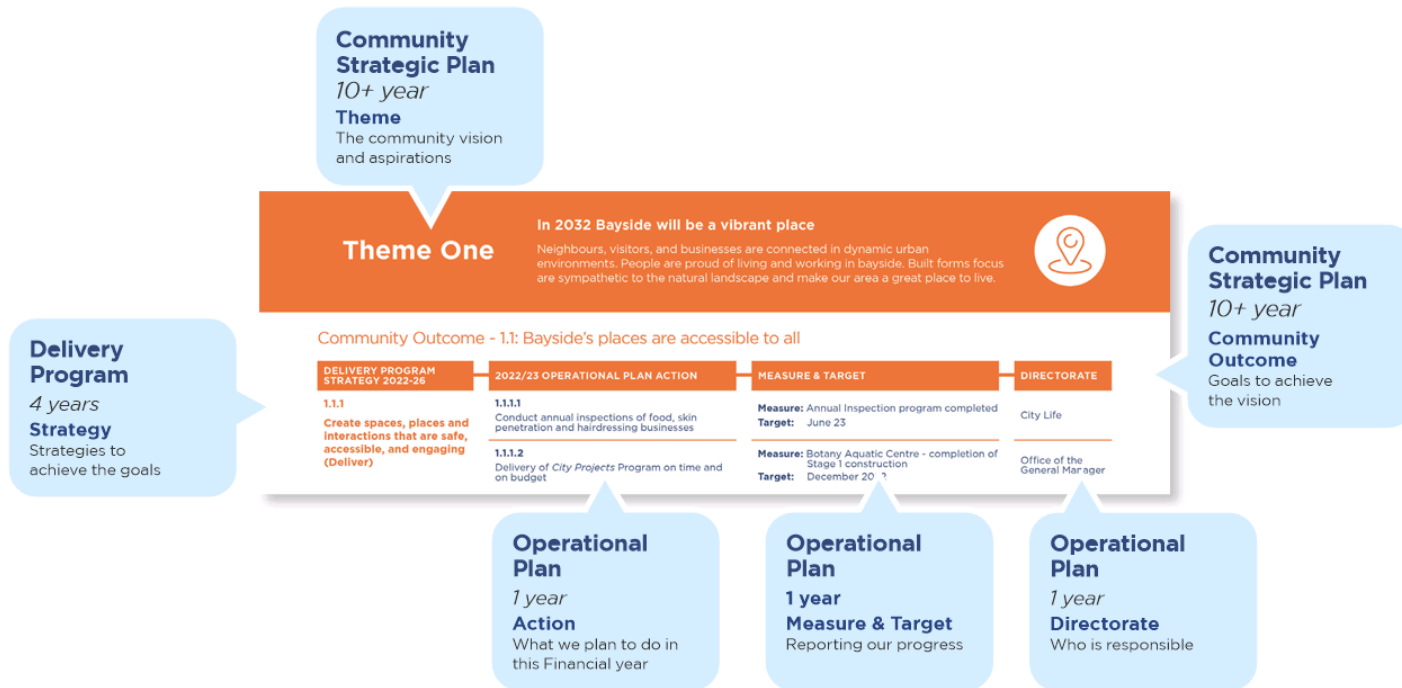 Community
Strategic Plan
10+ year
Theme
The community vision
and aspirations
Theme One
In 2032 Bayside will be a vibrant place
Neighbours, visitors, and businesses are connected in dynamic urban
environments. People are proud of living and working in bayside. Built forms focus
are sympathetic to the natural landscape and make our area a great place to live.
Community
Strategic Plan
10+ year
Community
Outcome
Goals to achieve
the vision
Delivery
Program
4 years
Strategy
Strategies to
achieve the goals
Community Outcome - 1.1: Bayside's places are accessible to all
DELIVERY PROGRAM
STRATEGY 2022-26
2022/23 OPERATIONAL PLAN ACTION
MEASURE & TARGET
DIRECTORATE
1.1.1
Create spaces, places and
interactions that are safe,
accessible, and engaging
(Deliver)
1.1.1.1
Conduct annual inspections of food, skin
penetration and hairdressing businesses
Measure: Annual Inspection program completed
Target: June 23
City Life
1.1.1.2
Delivery of City Projects Program on time and
on budget
Measure: Botany Aquatic Centre - completion of
Stage 1 construction
Target: December
Office of the
General Manager
Operational
Plan
1 year
Action
What we plan to do in
this Financial year
Operational
Plan
1 year
Measure & Target
Reporting our progress
Operational
Plan
1 year
Directorate
Who is responsible